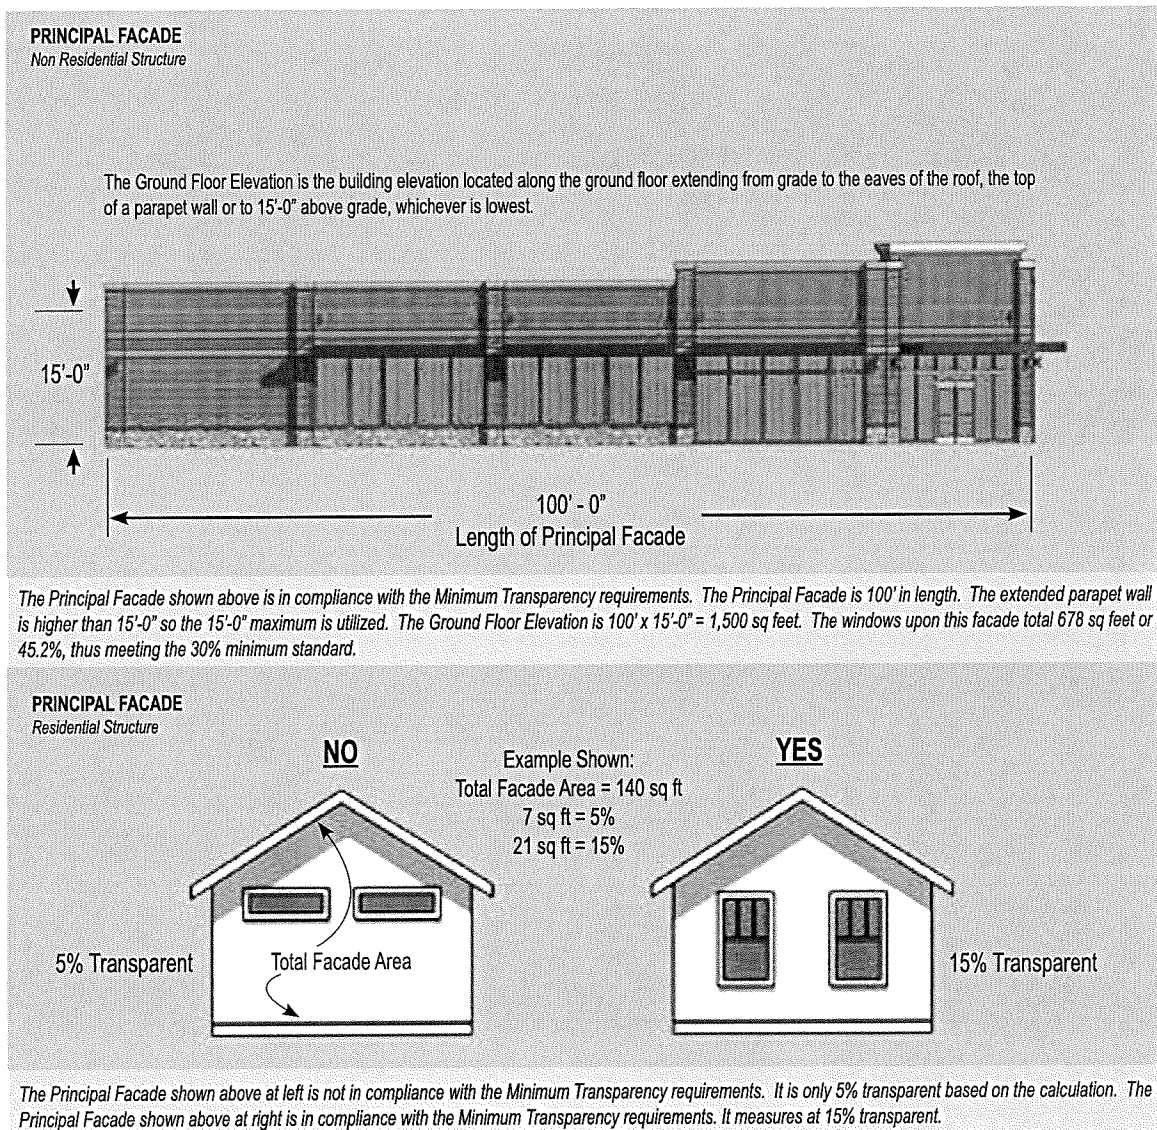 PRINCIPAL FACADE
Non Residential Structure
The Ground Floor Elevation is the building elevation located along the ground floor extending from grade to the eaves of the roof, the top
of a parapet wall or to 15'-0" above grade, whichever is lowest.
15'-0"
100' - 0"
Length of Principal Facade
The Principal Facade shown above is in compliance with the Minimum Transparency requirements. The Principal Facade is 100' in length. The extended parapet wall
is higher than 15'-0" so the 15'-0" maximum is utilized. The Ground Floor Elevation is 100' x 15'-0" = 1,500 sq feet. The windows upon this facade total 678 sq feet or
45.2%, thus meeting the 30% minimum standard.
PRINCIPAL FACADE
Residential Structure
NO
Example Shown:
Total Facade Area = 140 sq ft
7 sq ft = 5%
21 sq ft = 15%
YES
5% Transparent
Total Facade Area
15% Transparent
The Principal Facade shown above at left is not in compliance with the Minimum Transparency requirements. It is only 5% transparent based on the calculation. The
Principal Facade shown above at right is in compliance with the Minimum Transparency requirements. It measures at 15% transparent.